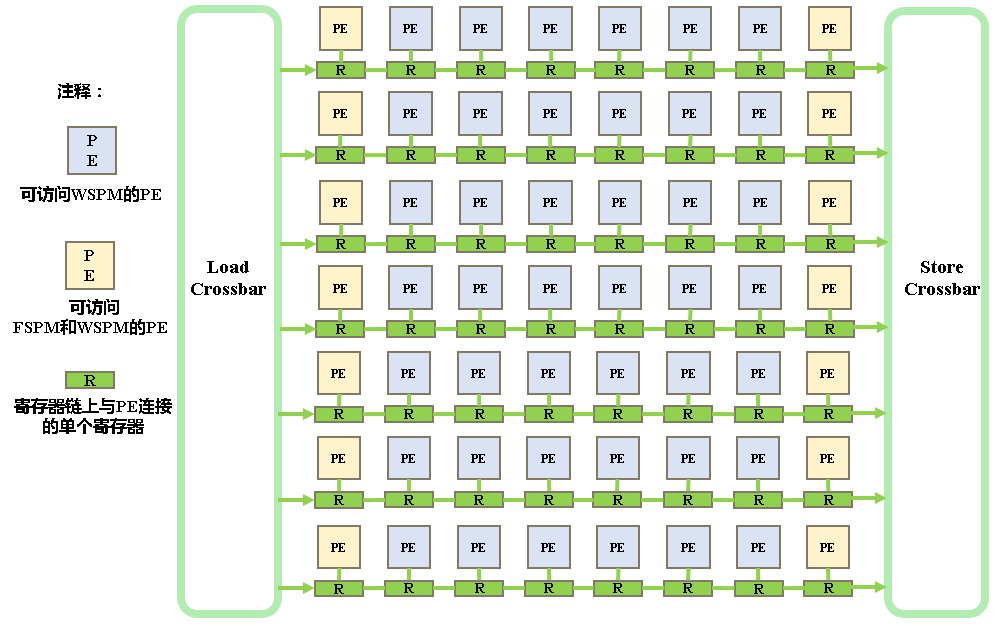 PE PE PE PE PE PE PE PE
R R R R R R R R
注释：
PE PE PE PE PE PE PE PE
R R R R R R R R
P
E
可访问WSPM的PE
PE PE PE PE PE PE PE PE
R R R R R R R R
P
E
可访问
FSPM和WSPM的PE
Load
Crossbar
Store
Crossbar
PE PE PE PE PE PE PE PE
R R R R R R R R
R
寄存器链上与PE连接
的单个寄存器
PE PE PE PE PE PE PE PE
R R R R R R R R
PE PE PE PE PE PE PE PE
R R R R R R R R
PE PE PE PE PE PE PE PE
R R R R R R R R